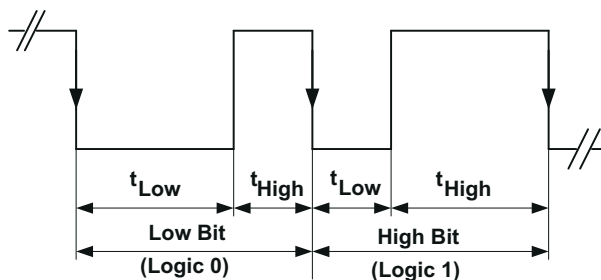 tLow tHigh tLow tHigh
Low Bit High Bit
(Logic 0) (Logic 1)